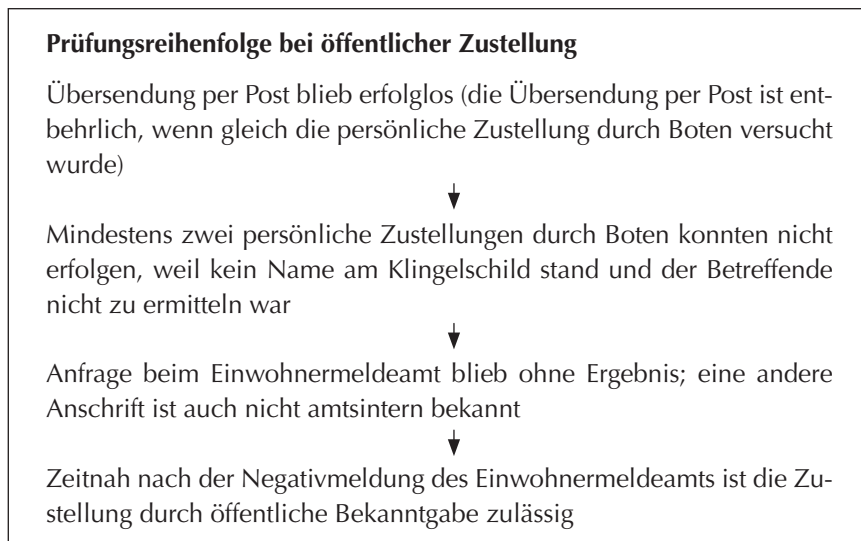 Prüfungsreihenfolge bei öffentlicher Zustellung
Übersendung per Post blieb erfolglos (die Übersendung per Post ist ent-
behrlich, wenn gleich die persönliche Zustellung durch Boten versucht
wurde)
Mindestens zwei persönliche Zustellungen durch Boten konnten nicht
erfolgen, weil kein Name am Klingelschild stand und der Betreffende
nicht zu ermitteln war
Anfrage beim Einwohnermeldeamt blieb ohne Ergebnis; eine andere
Anschrift ist auch nicht amtsintern bekannt
Zeitnah nach der Negativmeldung des Einwohnermeldeamts ist die Zu-
stellung durch öffentliche Bekanntgabe zulässig